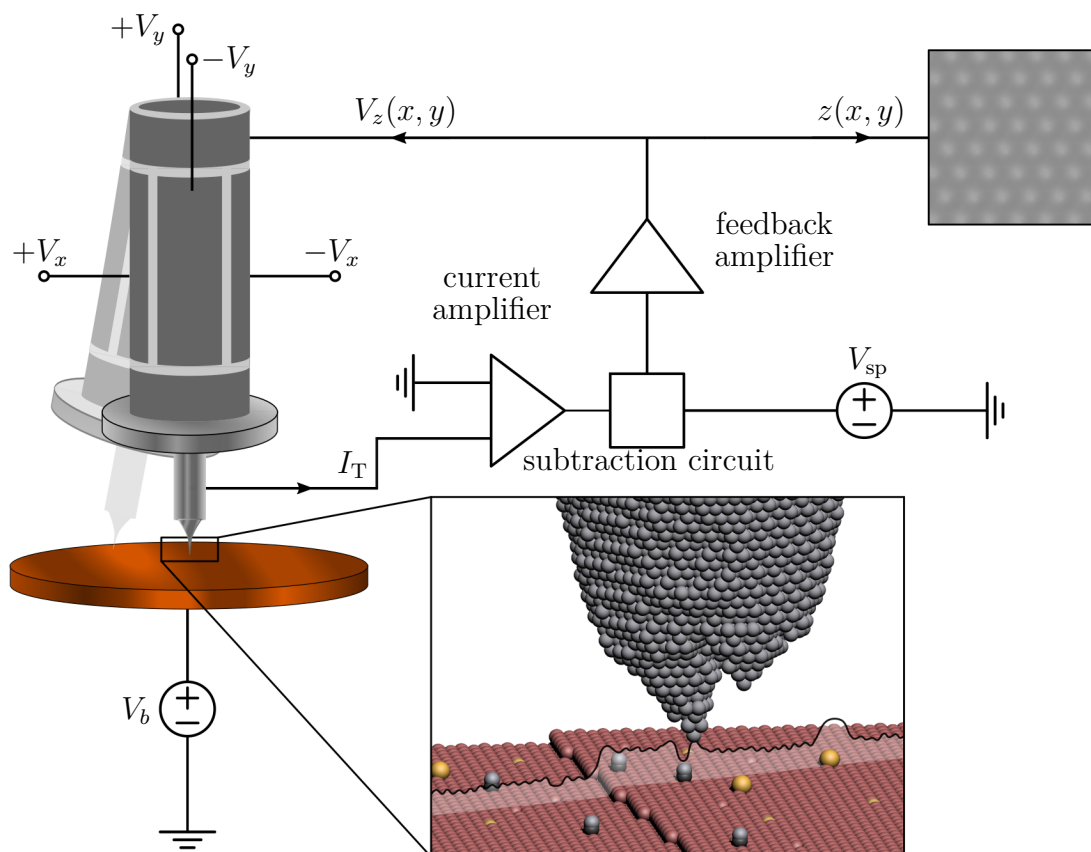 +V_y
−V_y
V_z(x, y)
z(x, y)
+V_x
−V_x
feedback
amplifier
current
amplifier
V_sp
subtraction circuit
I_T
V_b